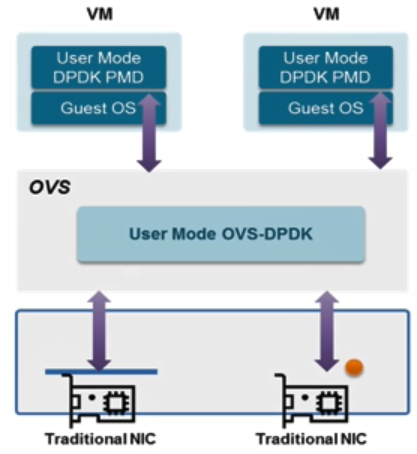 VM
User Mode
DPDK PMD
Guest OS
VM
User Mode
DPDK PMD
Guest OS
OVS
User Mode OVS-DPDK
Traditional NIC
Traditional NIC